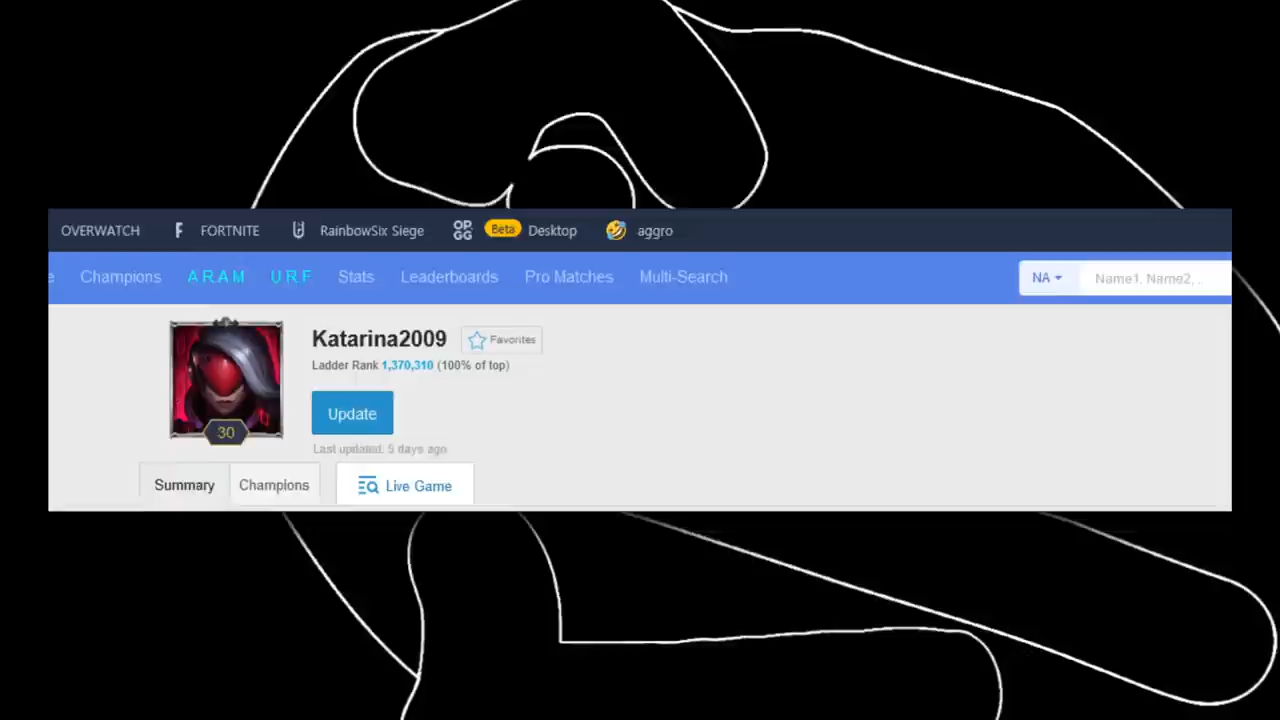 OVERWATCH FORTNITE RainbowSix Siege OP.GG Beta Desktop aggro
e Champions ARAM URF Stats Leaderboards Pro Matches Multi-Search NA Name1, Name2, ..
Katarina2009 Favorites
Ladder Rank 1,370,310 (100% of top)
Update
30
Last updated: 5 days ago
Summary Champions Live Game